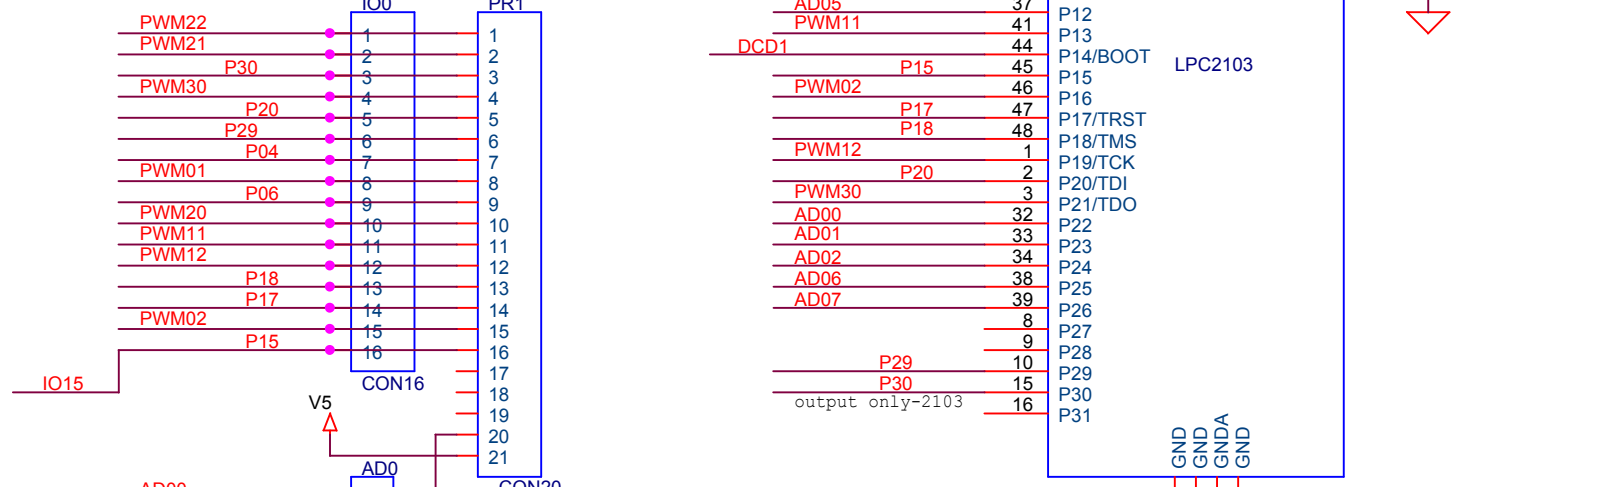 IO0
PR1
PWM22
1
1
PWM21
2
2
P30
3
3
PWM30
4
4
P20
5
5
P29
6
6
P04
7
7
PWM01
8
8
P06
9
9
PWM20
10
10
PWM11
11
11
PWM12
12
12
P18
13
13
P17
14
14
PWM02
15
15
P15
16
16
IO15
CON16
17
18
V5
19
20
21
AD0
CON20
AD05
37
P12
PWM11
41
P13
DCD1
44
P14/BOOT
LPC2103
P15
45
P15
PWM02
46
P16
P17
47
P17/TRST
P18
48
P18/TMS
PWM12
1
P19/TCK
P20
2
P20/TDI
PWM30
3
P21/TDO
AD00
32
P22
AD01
33
P23
AD02
34
P24
AD06
38
P25
AD07
39
P26
8
P27
9
P28
P29
10
P29
P30
15
P30
output only-2103
16
P31
GND
GND
GNDA
GND